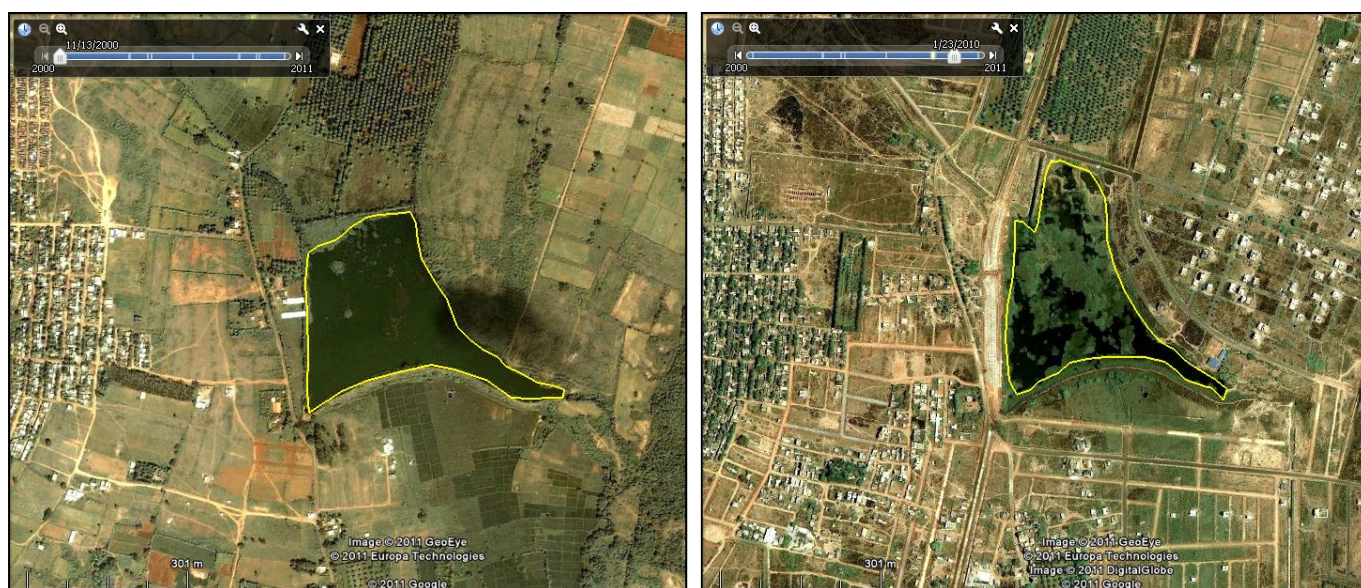 11/13/2000
2000
2011
301 m
Image © 2011 GeoEye
© 2011 Europa Technologies
© 2011 Google
1/23/2010
2000
2011
301 m
Image © 2011 GeoEye
© 2011 Europa Technologies
Image © 2011 DigitalGlobe
© 2011 Google